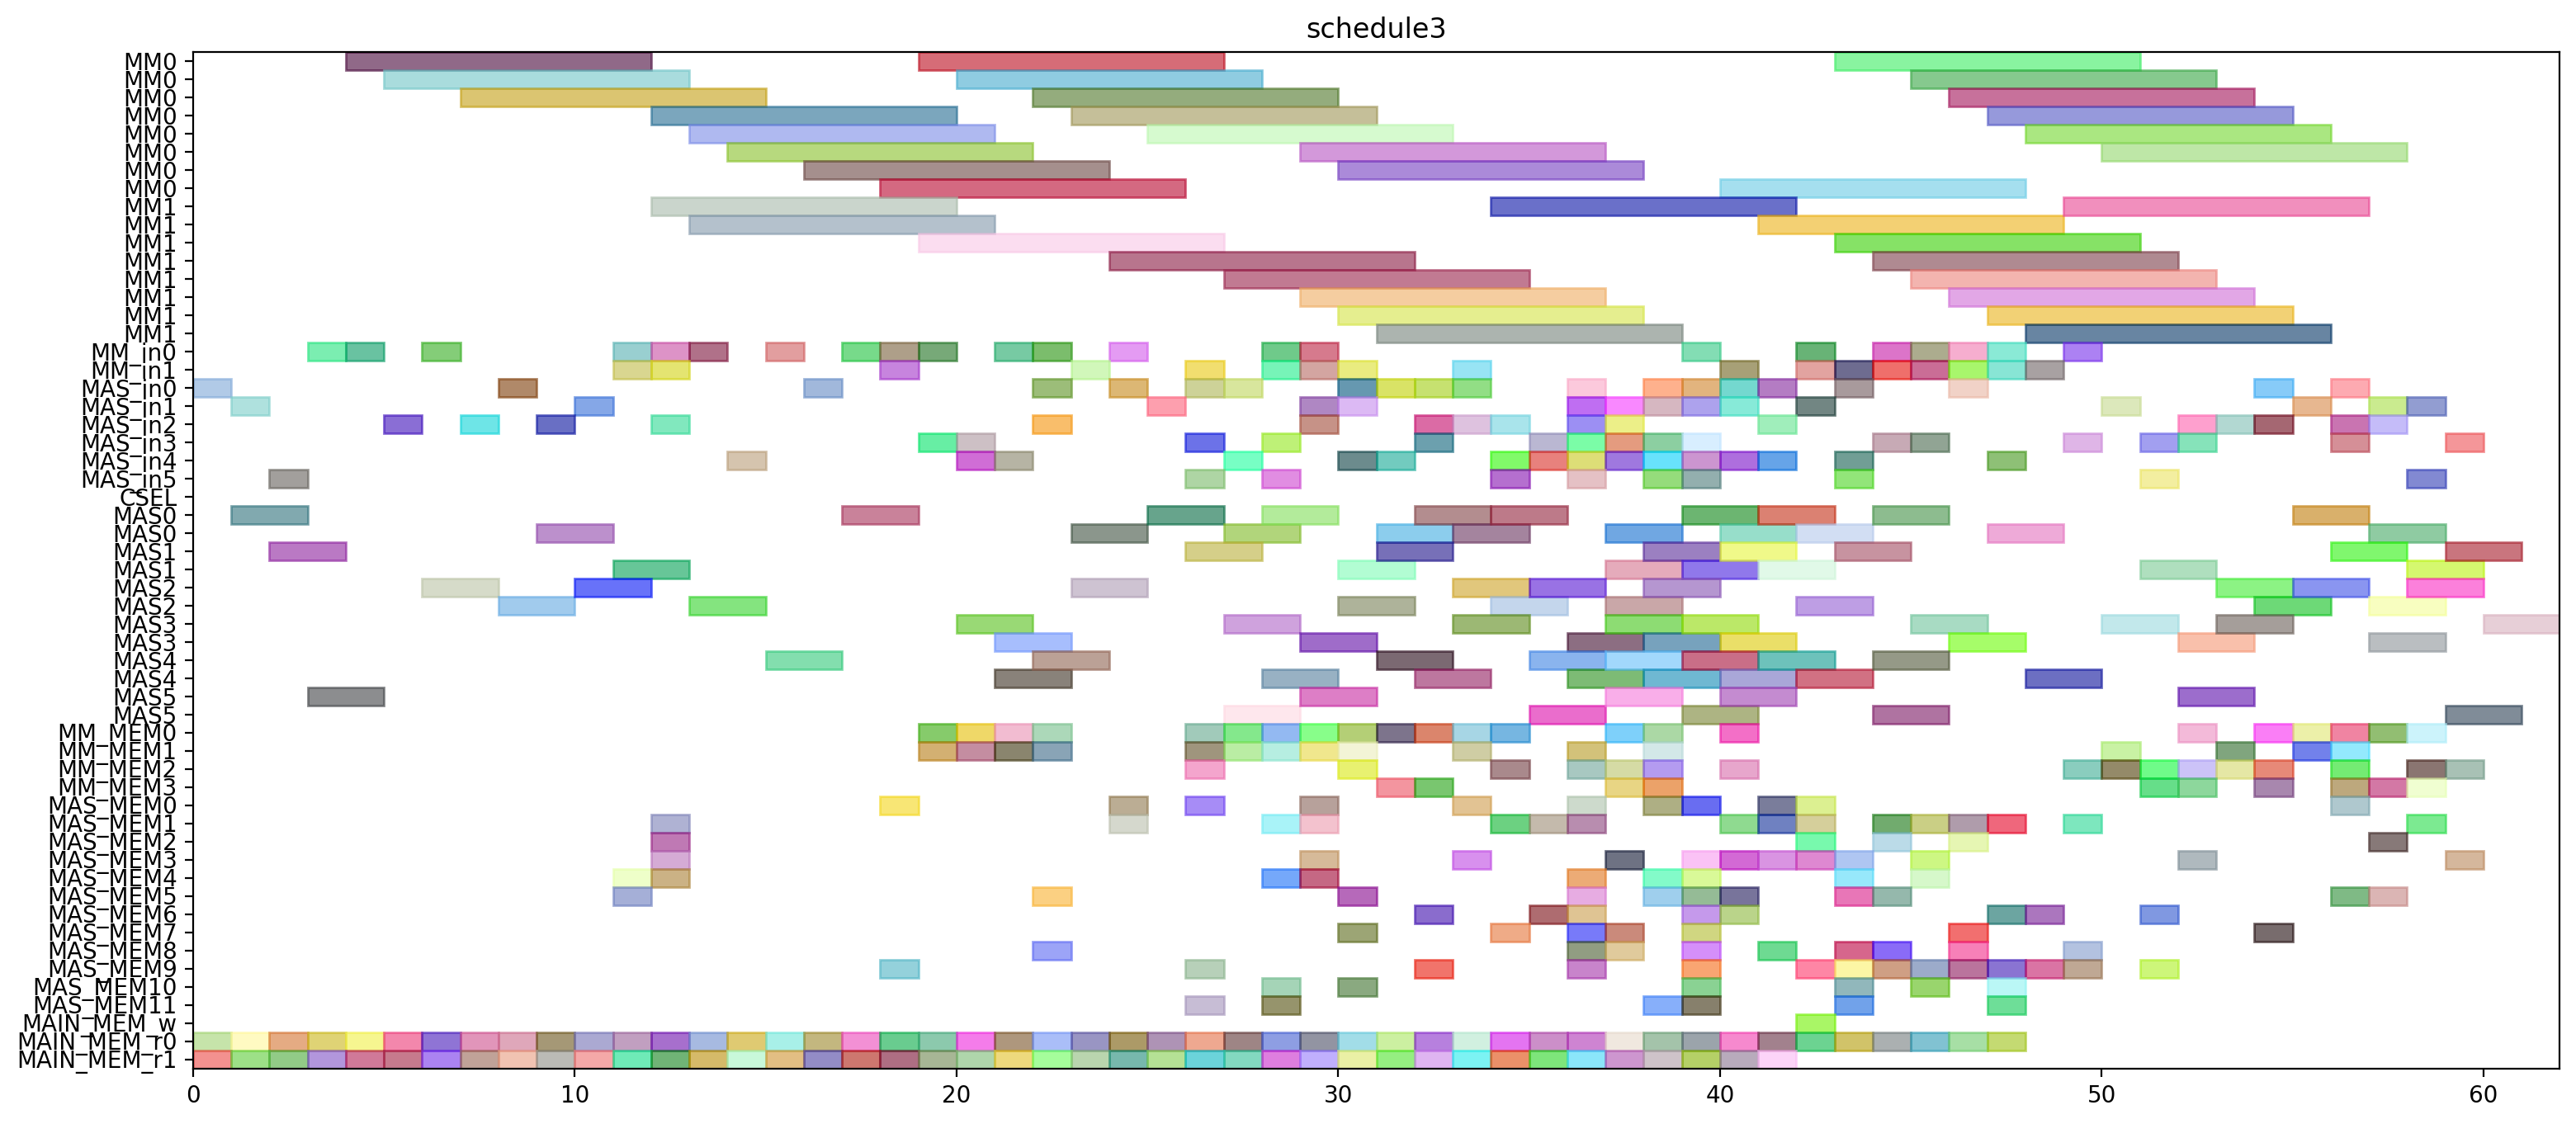 schedule3
MM0
MM0
MM0
MM0
MM0
MM0
MM0
MM0
MM1
MM1
MM1
MM1
MM1
MM1
MM1
MM1
MM_in0
MM_in1
MAS_in0
MAS_in1
MAS_in2
MAS_in3
MAS_in4
MAS_in5
CSEL
MAS0
MAS0
MAS1
MAS1
MAS2
MAS2
MAS3
MAS3
MAS4
MAS4
MAS5
MAS5
MM_MEM0
MM_MEM1
MM_MEM2
MM_MEM3
MAS_MEM0
MAS_MEM1
MAS_MEM2
MAS_MEM3
MAS_MEM4
MAS_MEM5
MAS_MEM6
MAS_MEM7
MAS_MEM8
MAS_MEM9
MAS_MEM10
MAS_MEM11
MAIN_MEM_w
MAIN_MEM_r0
MAIN_MEM_r1
0 10 20 30 40 50 60